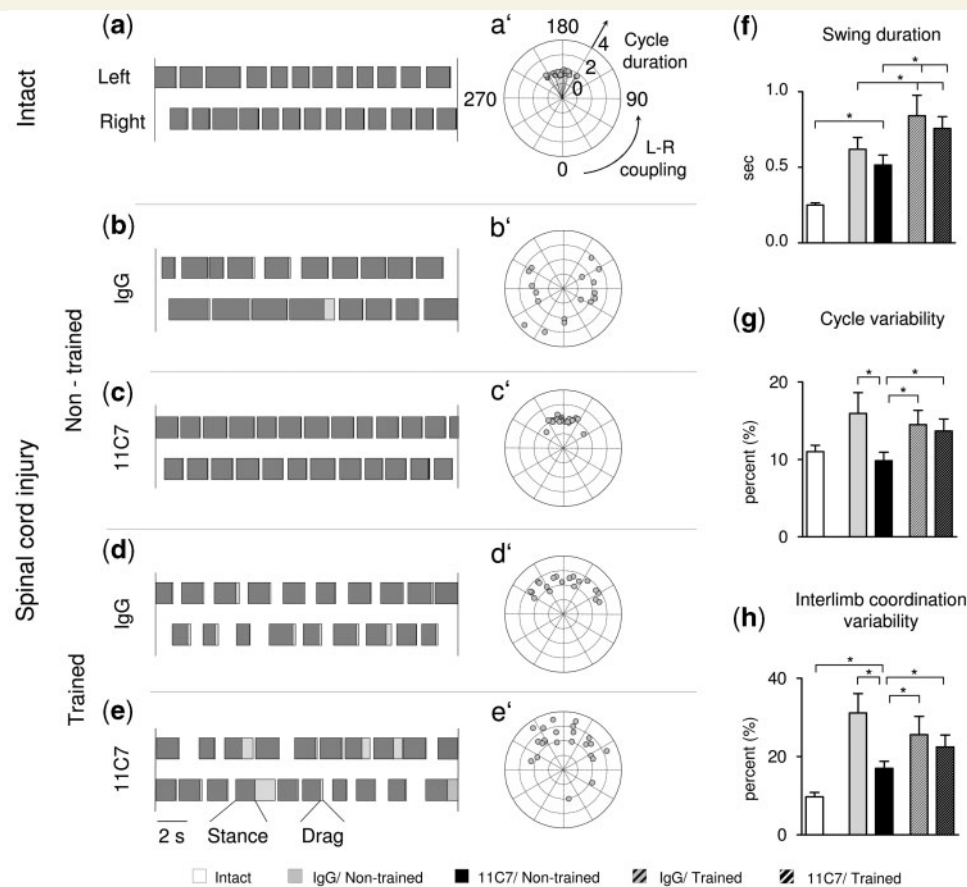 (a)
Intact
Left
Right
a'
180
4
2
0
Cycle
duration
270
90
0
L-R
coupling
Spinal cord injury
Non - trained
(b)
IgG
b'
(c)
11C7
c'
Trained
(d)
IgG
d'
(e)
11C7
e'
2 s
Stance
Drag
(f)
Swing duration
sec
1.0
0.5
0.0
*
*
*
(g)
Cycle variability
percent (%)
20
10
0
*
*
*
(h)
Interlimb coordination
variability
percent (%)
40
20
0
*
*
*
*
Intact
IgG/ Non-trained
11C7/ Non-trained
IgG/ Trained
11C7/ Trained